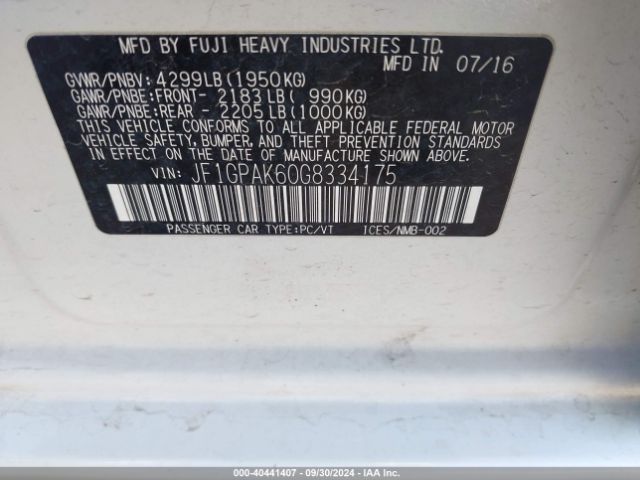 MFD BY FUJI HEAVY INDUSTRIES LTD.
MFD IN 07/16
GVWR/PNBV: 4299LB(1950KG)
GAWR/PNBE:FRONT- 2183LB( 990KG)
GAWR/PNBE:REAR - 2205LB(1000KG)
THIS VEHICLE CONFORMS TO ALL APPLICABLE FEDERAL MOTOR
VEHICLE SAFETY, BUMPER, AND THEFT PREVENTION STANDARDS
IN EFFECT ON THE DATE OF MANUFACTURE SHOWN ABOVE.
VIN: JF1GPAK60G8334175
PASSENGER CAR TYPE:PC/VT ICES/NMB-002
000-40441407 - 09/30/2024 - IAA Inc.